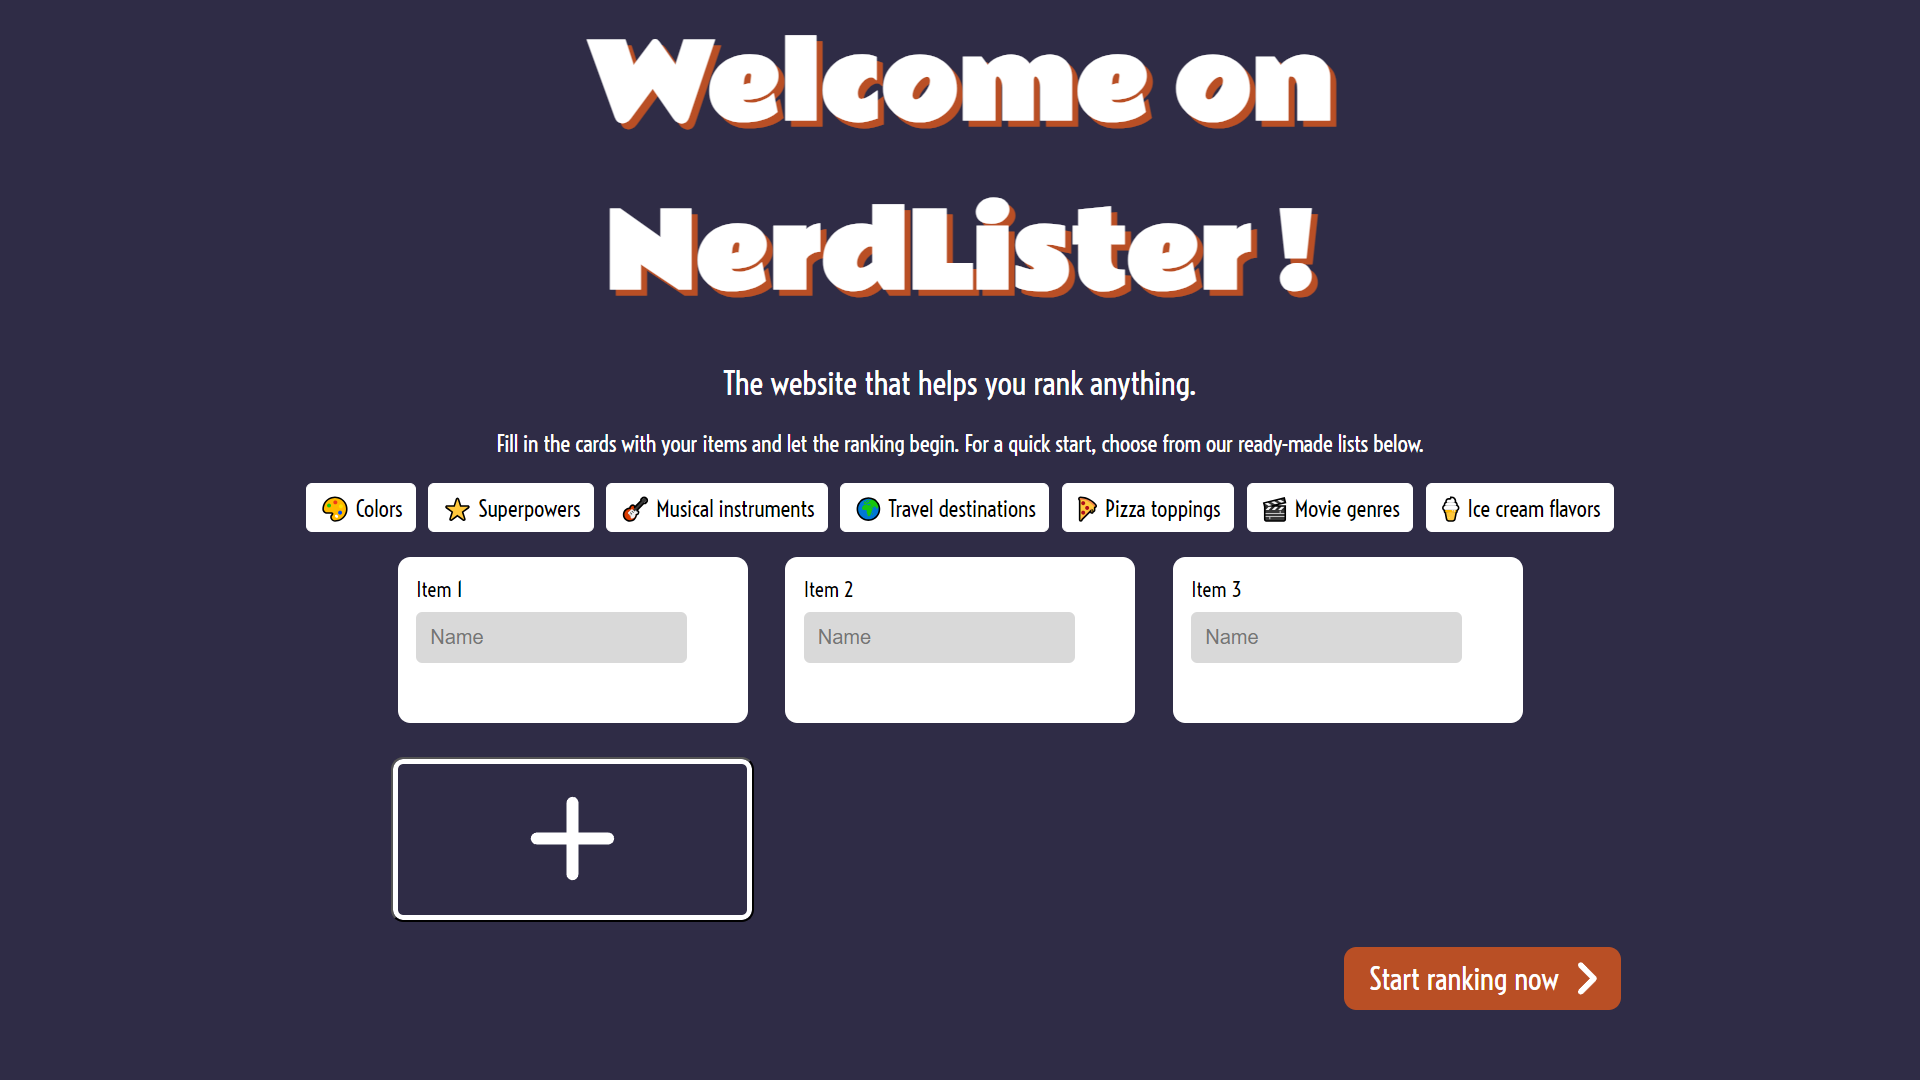 Welcome on
NerdLister !
The website that helps you rank anything.
Fill in the cards with your items and let the ranking begin. For a quick start, choose from our ready-made lists below.
Colors Superpowers Musical instruments Travel destinations Pizza toppings Movie genres Ice cream flavors
Item 1 Item 2 Item 3
Name Name Name
Start ranking now